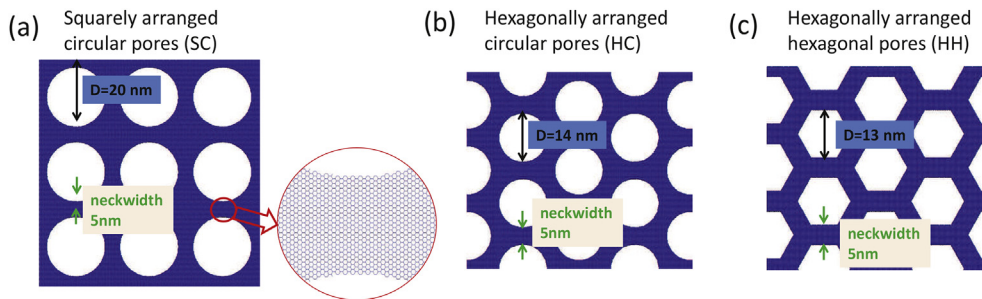 (a)
Squarely arranged
circular pores (SC)
D=20 nm
neckwidth
5nm
(b)
Hexagonally arranged
circular pores (HC)
D=14 nm
neckwidth
5nm
(c)
Hexagonally arranged
hexagonal pores (HH)
D=13 nm
neckwidth
5nm